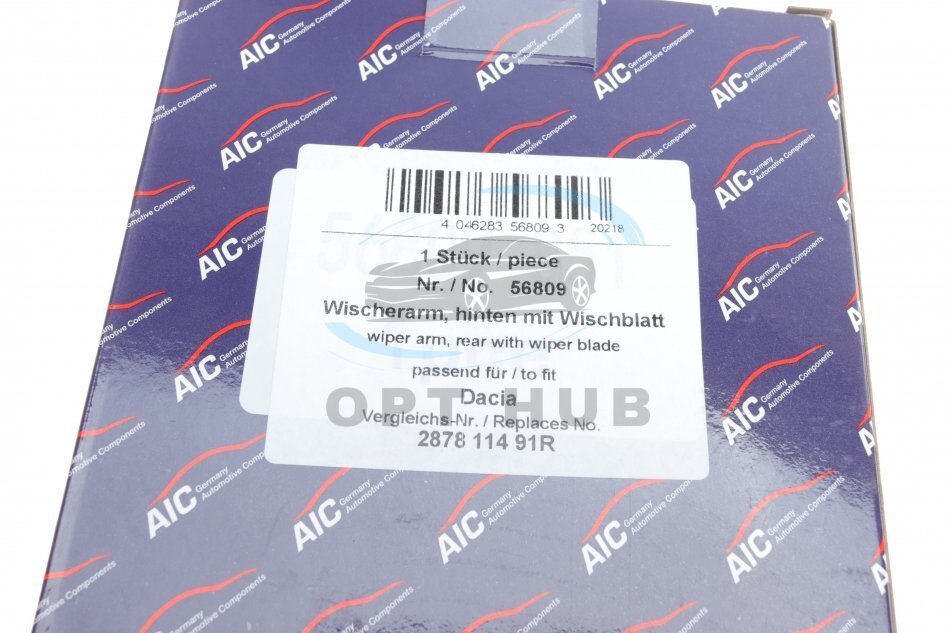 AIC Germany
Automotive Components
4 046283 56809 3 20218
1 Stück / piece
Nr. / No. 56809
Wischerarm, hinten mit Wischblatt
wiper arm, rear with wiper blade
passend für / to fit
Dacia
OPT HUB
Vergleichs-Nr. / Replaces No.
2878 114 91R